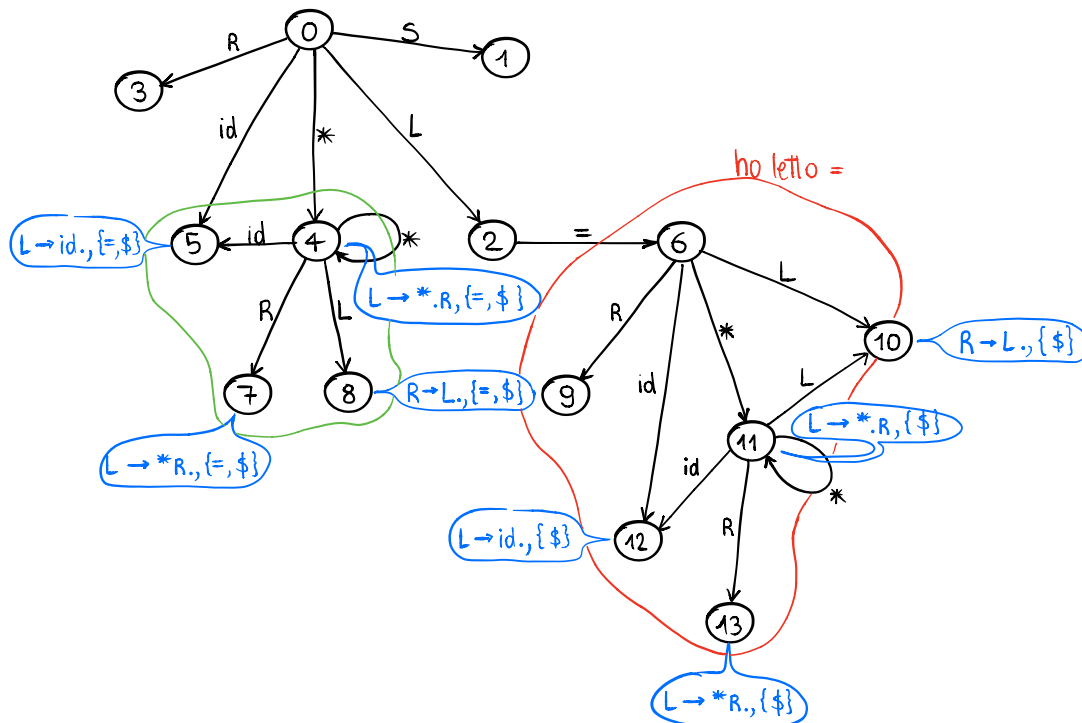 0
S
1
R
3
id
*
L
ho letto =
L → id., {=,$}
5
id
4
*
2
=
6
L → *.R, {=,$}
L
R
L
R
*
10
R → L., {$}
7
8
R → L., {=,$}
id
9
L
L → *.R, {$}
11
L → *R., {=,$}
id
*
L → id., {$}
12
R
13
L → *R., {$}